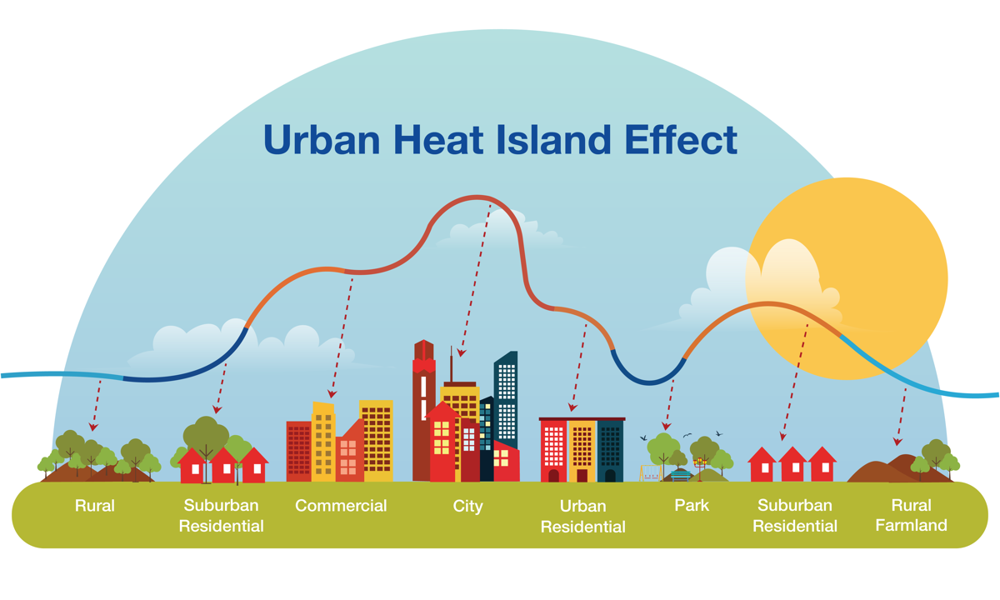 Urban Heat Island Effect
Rural
Suburban
Residential
Commercial
City
Urban
Residential
Park
Suburban
Residential
Rural
Farmland